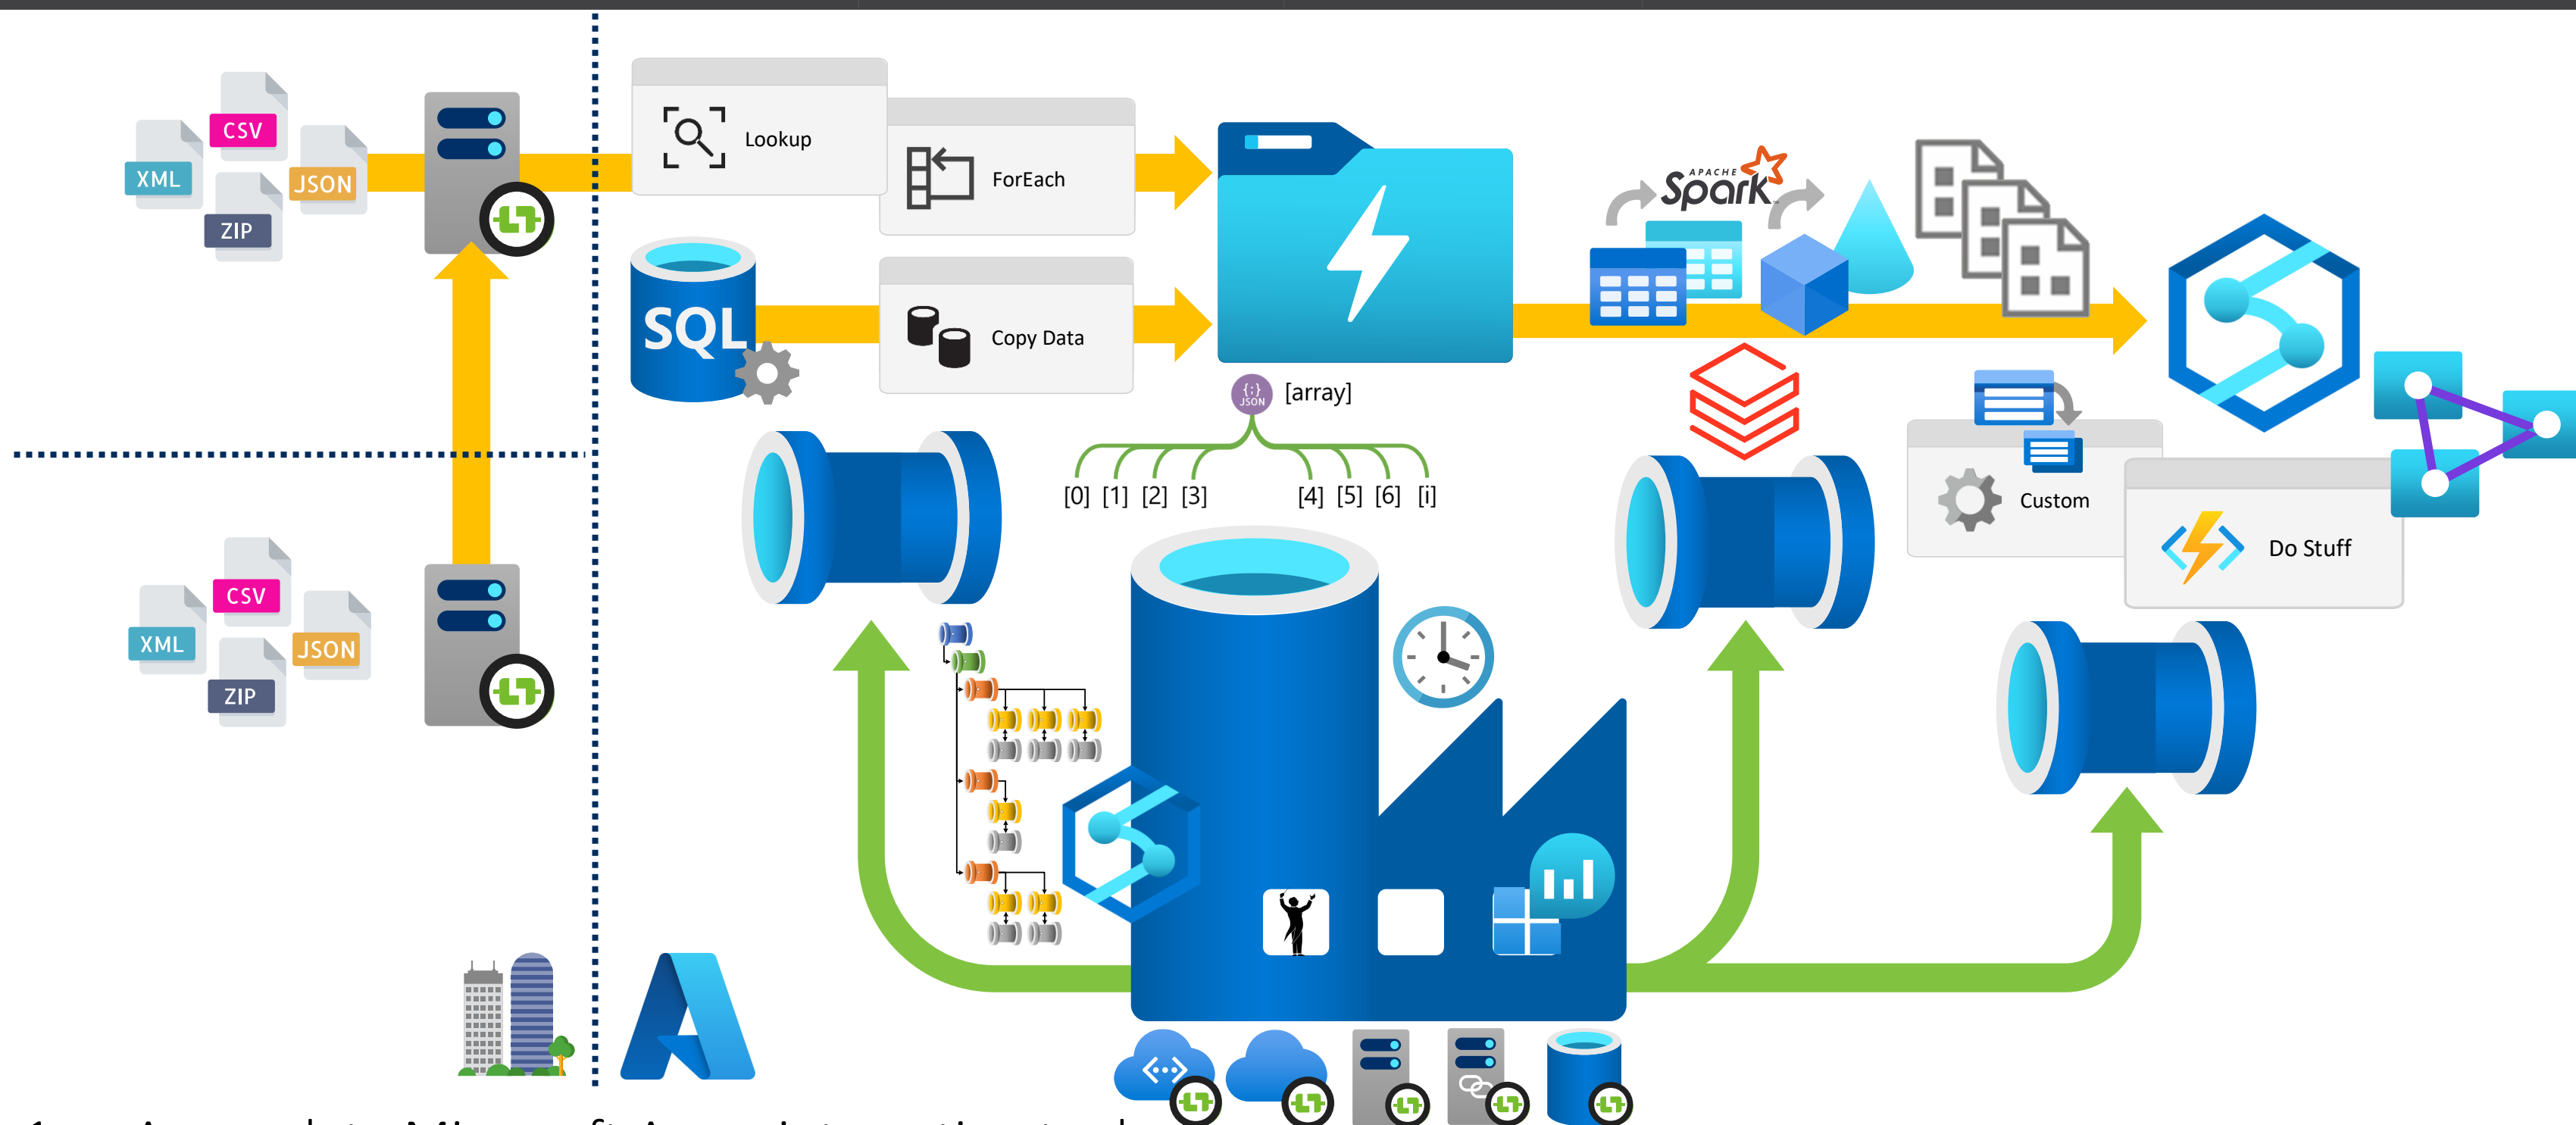 CSV
XML
JSON
ZIP
Lookup
ForEach
APACHE
Spark
SQL
Copy Data
{;}
JSON
[array]
[0] [1] [2] [3] [4] [5] [6] [i]
Custom
Do Stuff
CSV
XML
JSON
ZIP